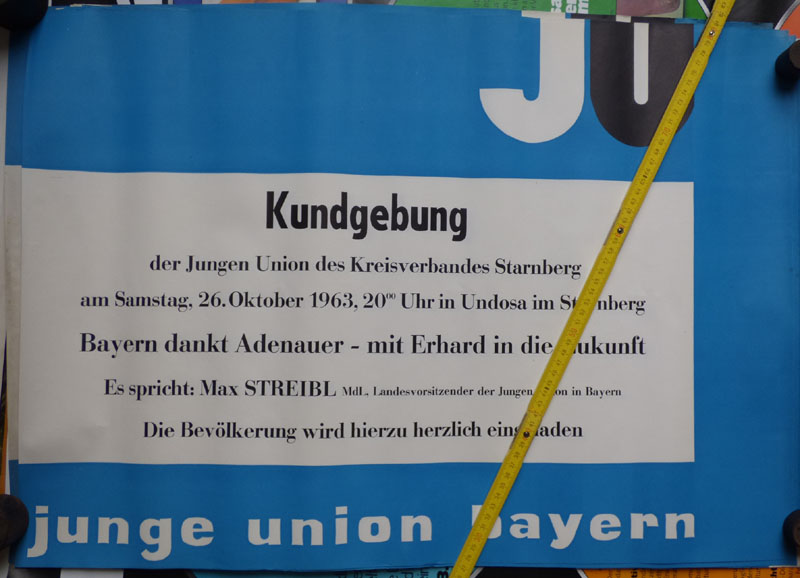 JU
Kundgebung
der Jungen Union des Kreisverbandes Starnberg
am Samstag, 26. Oktober 1963, 20⁰⁰ Uhr in Undosa im Starnberg
Bayern dankt Adenauer - mit Erhard in die Zukunft
Es spricht: Max STREIBL MdL, Landesvorsitzender der Jungen Union in Bayern
Die Bevölkerung wird hierzu herzlich eingeladen
junge union bayern